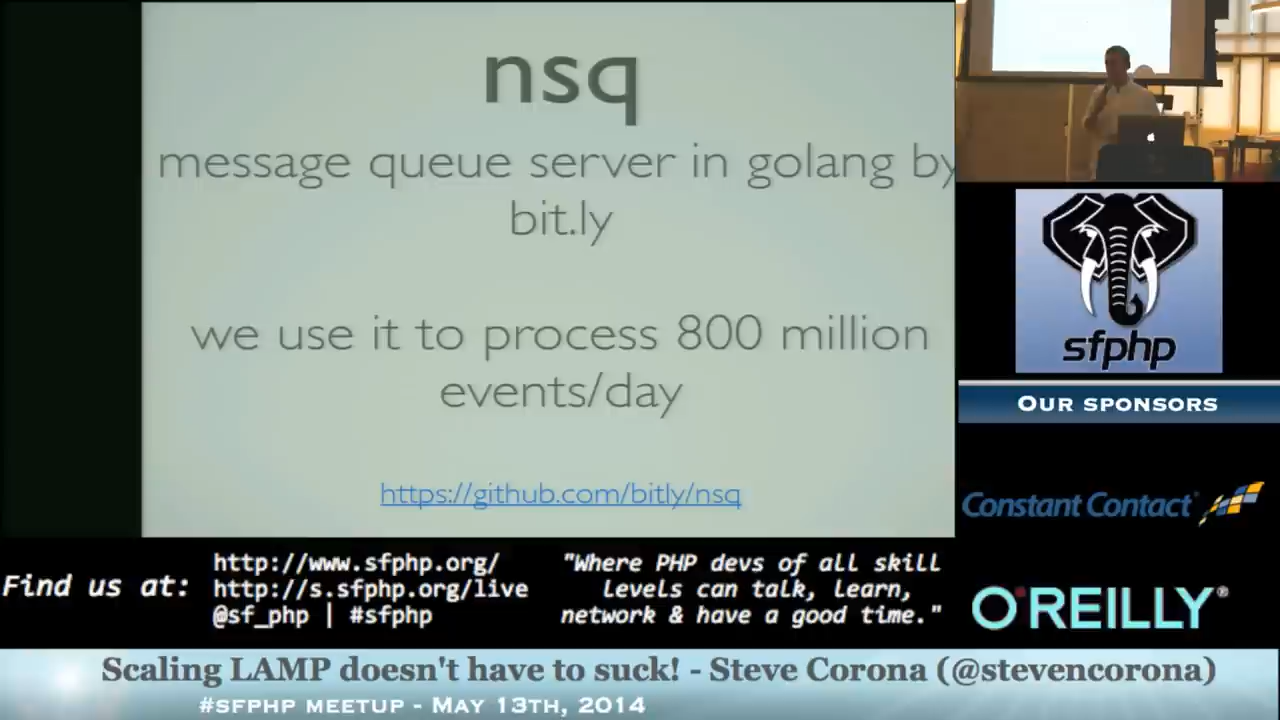 nsq
message queue server in golang by
bit.ly
we use it to process 800 million
events/day
https://github.com/bitly/nsq
sfphp
Our sponsors
Constant Contact®
O'REILLY®
Find us at:
http://www.sfphp.org/
http://s.sfphp.org/live
@sf_php | #sfphp
"Where PHP devs of all skill
Levels can talk, learn,
network & have a good time."
Scaling LAMP doesn't have to suck! - Steve Corona (@stevencorona)
#sfphp meetup - May 13th, 2014